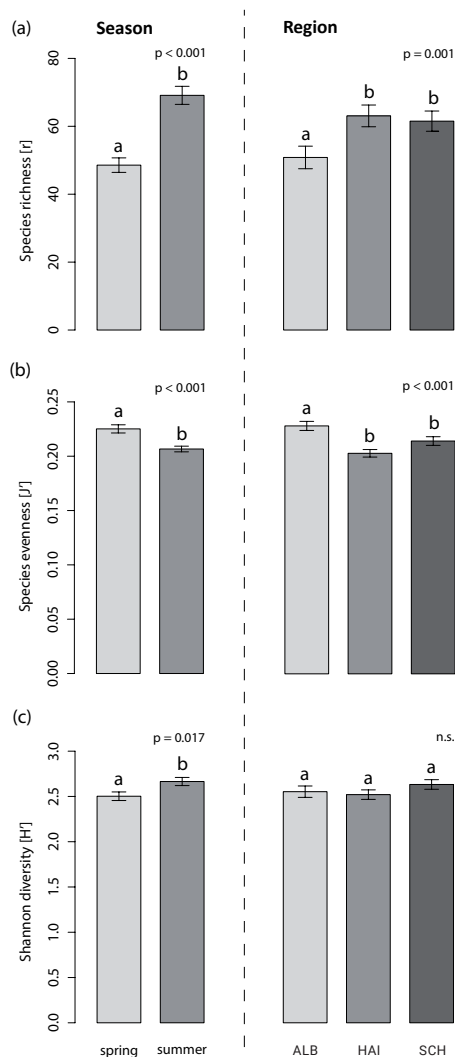 (a)
Season
Region
p < 0.001
p = 0.001
a
b
a
b
b
Species richness [r]
80
60
40
20
0
(b)
p < 0.001
p < 0.001
a
b
a
b
b
Species evenness [J']
0.25
0.20
0.15
0.10
0.05
0.00
(c)
p = 0.017
n.s.
a
b
a
a
a
Shannon diversity [H']
3.0
2.5
2.0
1.5
1.0
0.5
0.0
spring
summer
ALB
HAI
SCH